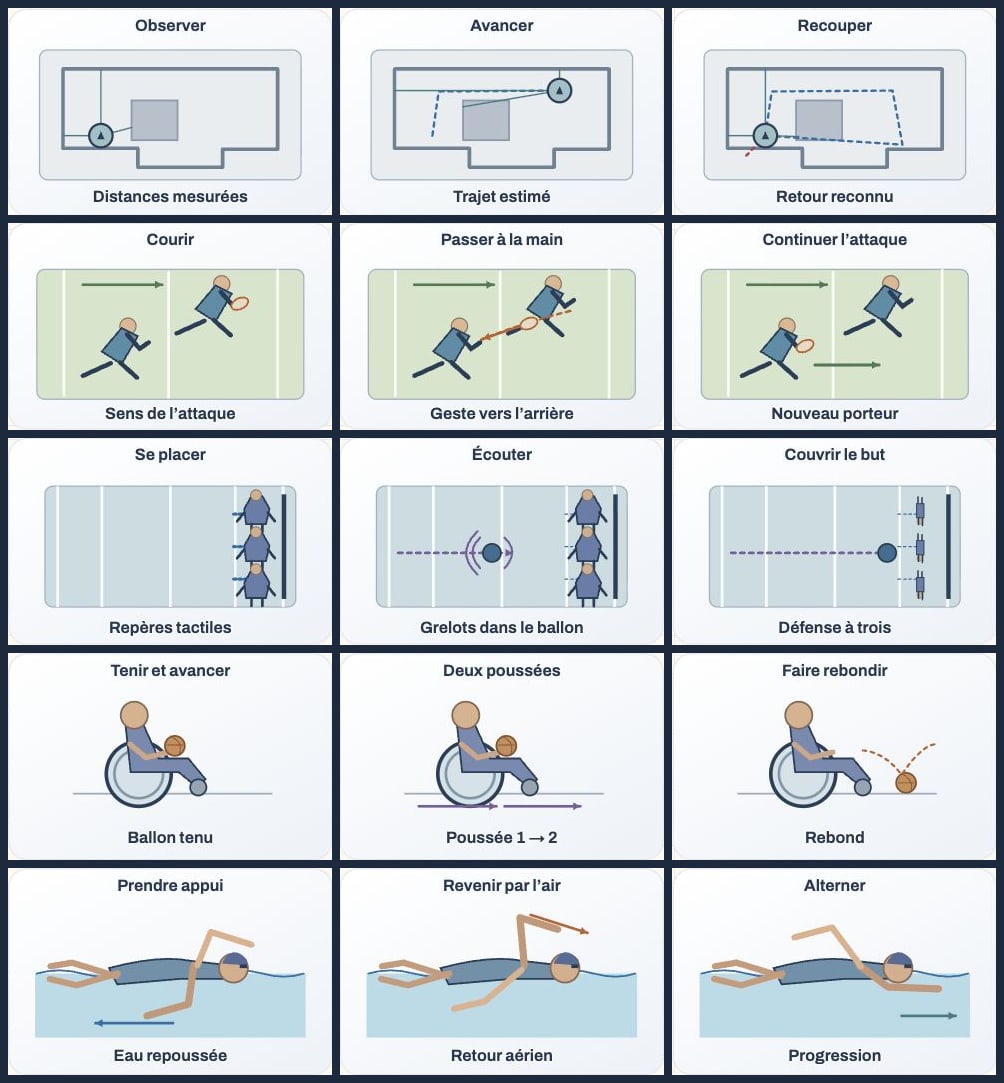 Observer
Avancer
Recouper
Distances mesurées
Trajet estimé
Retour reconnu
Courir
Passer à la main
Continuer l’attaque
Sens de l’attaque
Geste vers l’arrière
Nouveau porteur
Se placer
Écouter
Couvrir le but
Repères tactiles
Grelots dans le ballon
Défense à trois
Tenir et avancer
Deux poussées
Faire rebondir
Ballon tenu
Poussée 1 → 2
Rebond
Prendre appui
Revenir par l’air
Alterner
Eau repoussée
Retour aérien
Progression